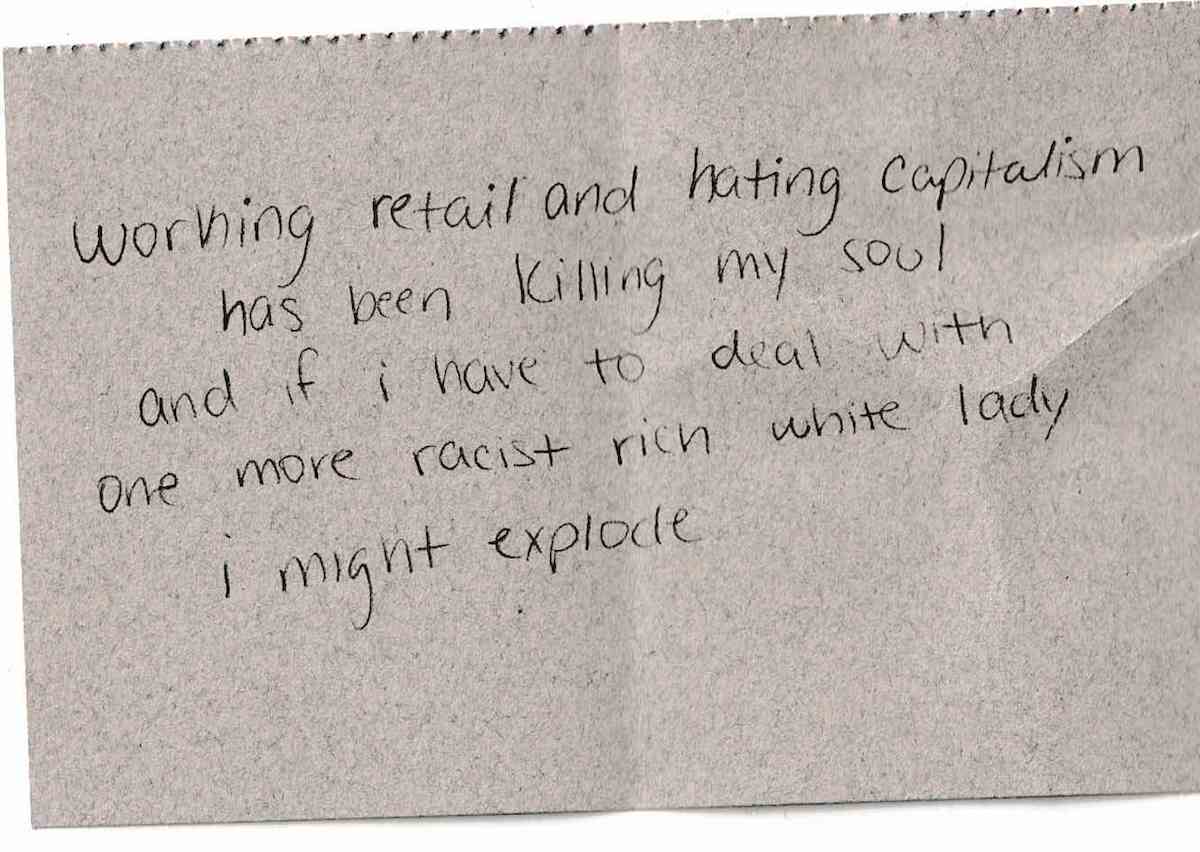 working retail and hating capitalism
has been killing my soul
and if i have to deal with
one more racist rich white lady
i might explode